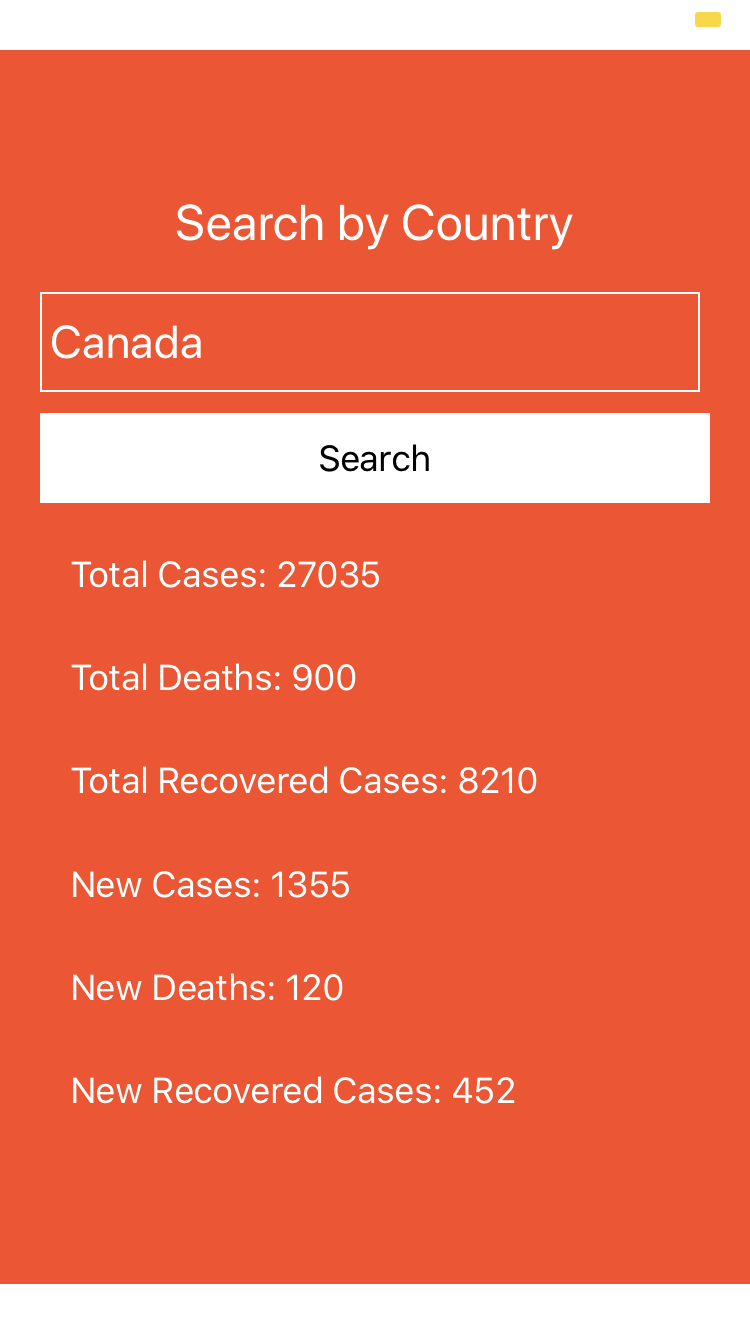 Search by Country
Canada
Search
Total Cases: 27035
Total Deaths: 900
Total Recovered Cases: 8210
New Cases: 1355
New Deaths: 120
New Recovered Cases: 452